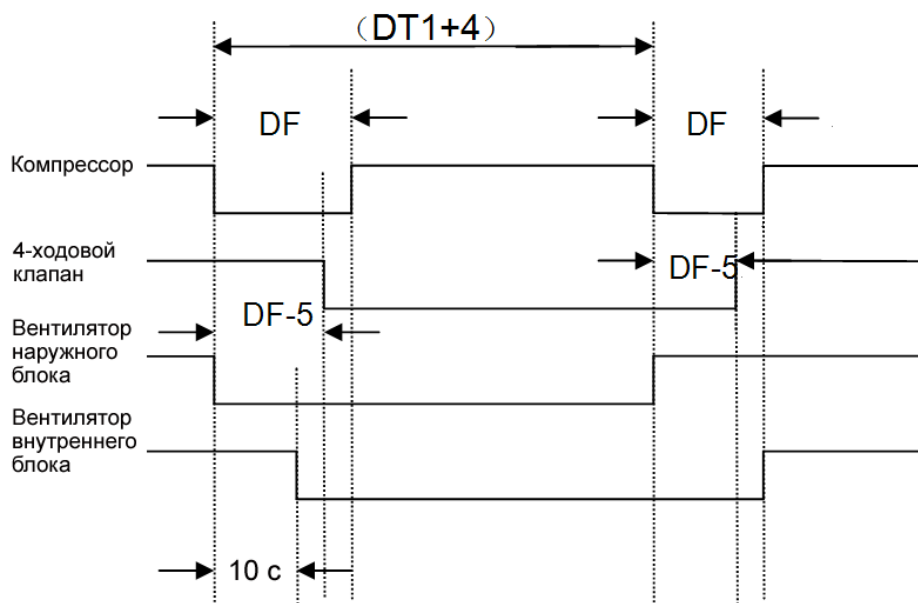 （DT1+4）
DF
DF
Компрессор
4-ходовой
клапан
DF-5
DF-5
Вентилятор
наружного
блока
Вентилятор
внутреннего
блока
10 с